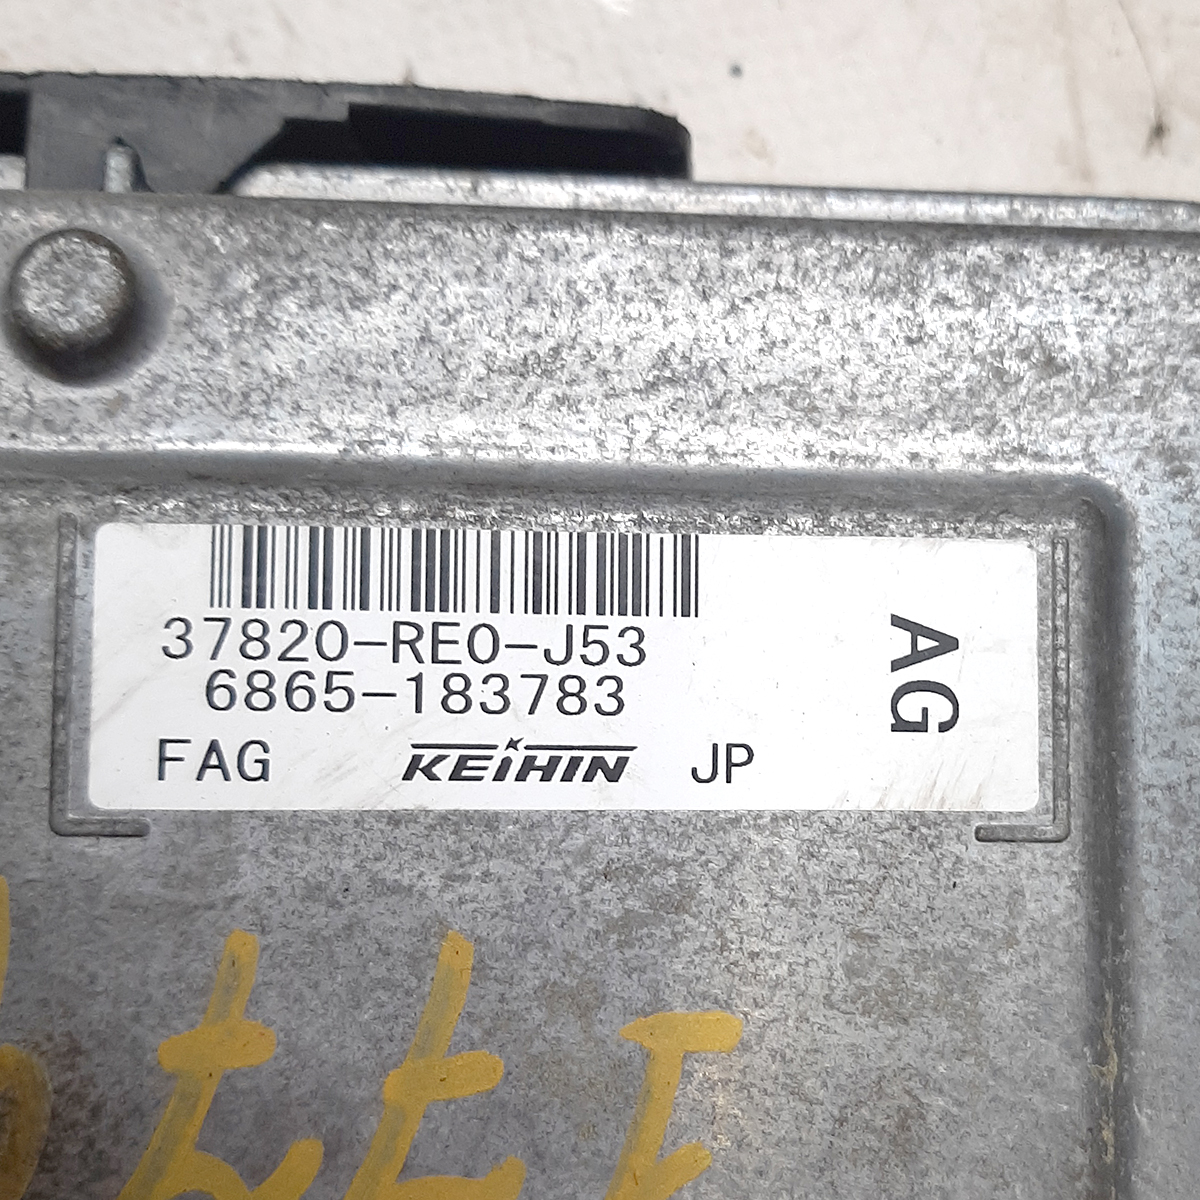 37820-RE0-J53
6865-183783
FAG KEIHIN JP
AG